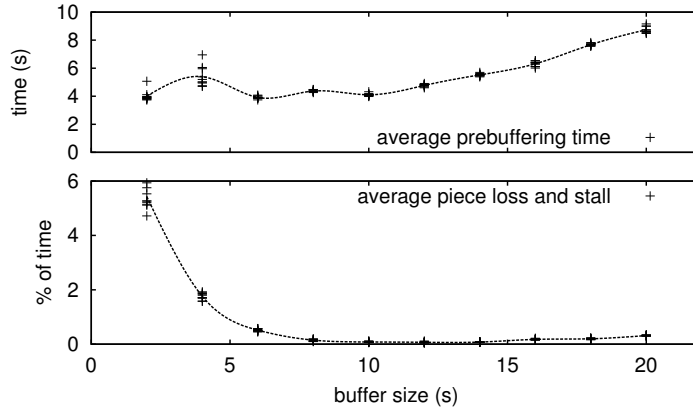 10
8
6
4
2
0
time (s)
average prebuffering time
6
4
2
0
% of time
average piece loss and stall
0 5 10 15 20
buffer size (s)